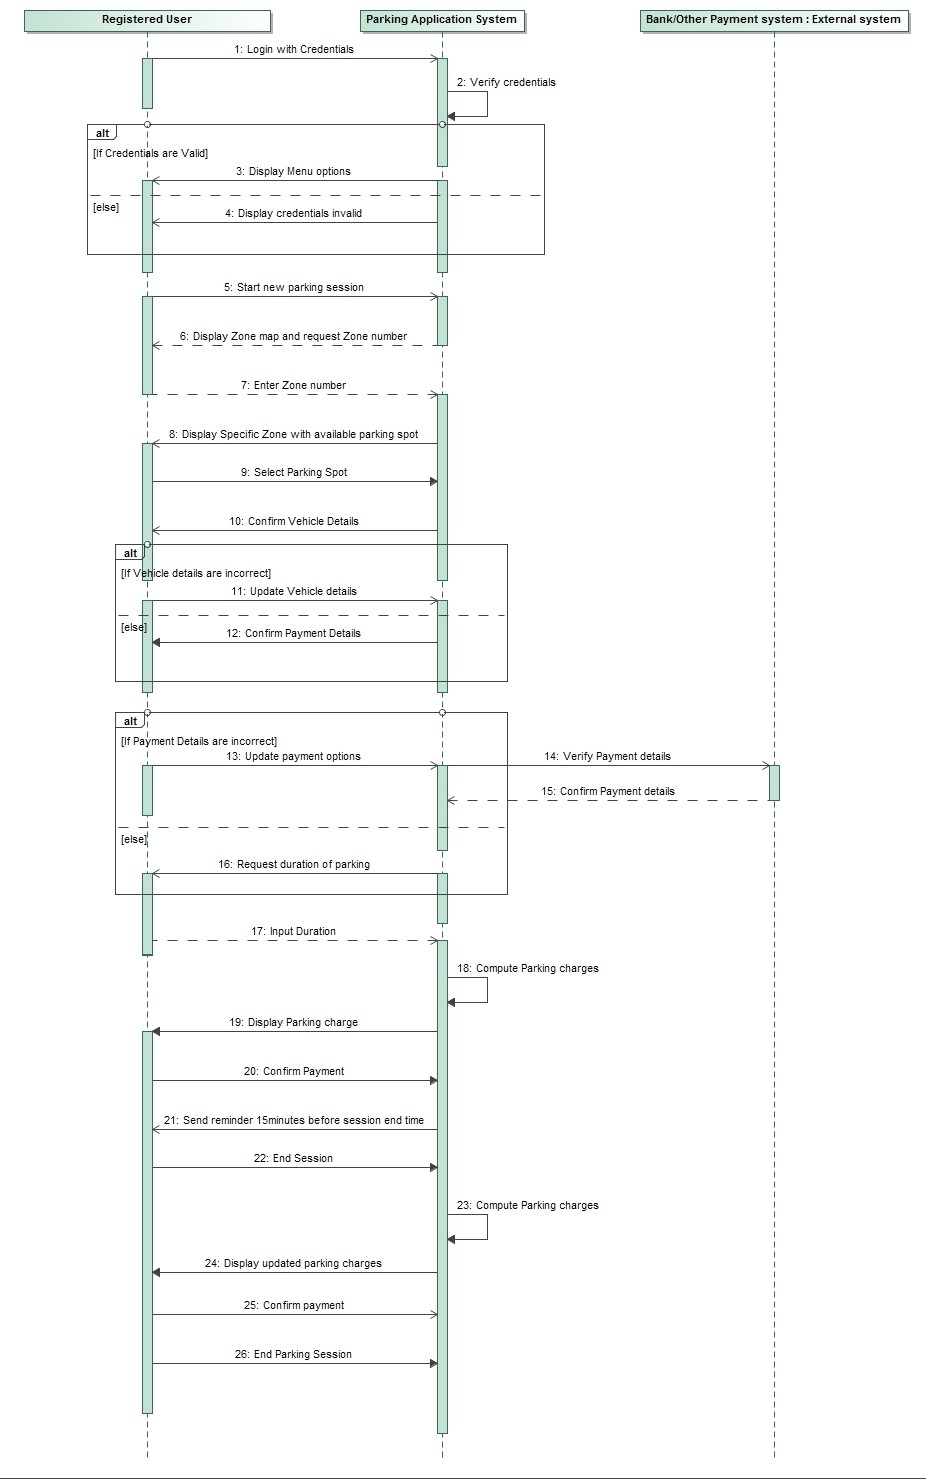 Registered User
Parking Application System
Bank/Other Payment system : External system
1: Login with Credentials
2: Verify credentials
alt
[If Credentials are Valid]
3: Display Menu options
[else]
4: Display credentials invalid
5: Start new parking session
6: Display Zone map and request Zone number
7: Enter Zone number
8: Display Specific Zone with available parking spot
9: Select Parking Spot
10: Confirm Vehicle Details
alt
[If Vehicle details are incorrect]
11: Update Vehicle details
[else]
12: Confirm Payment Details
alt
[If Payment Details are incorrect]
13: Update payment options
14: Verify Payment details
15: Confirm Payment details
[else]
16: Request duration of parking
17: Input Duration
18: Compute Parking charges
19: Display Parking charge
20: Confirm Payment
21: Send reminder 15minutes before session end time
22: End Session
23: Compute Parking charges
24: Display updated parking charges
25: Confirm payment
26: End Parking Session